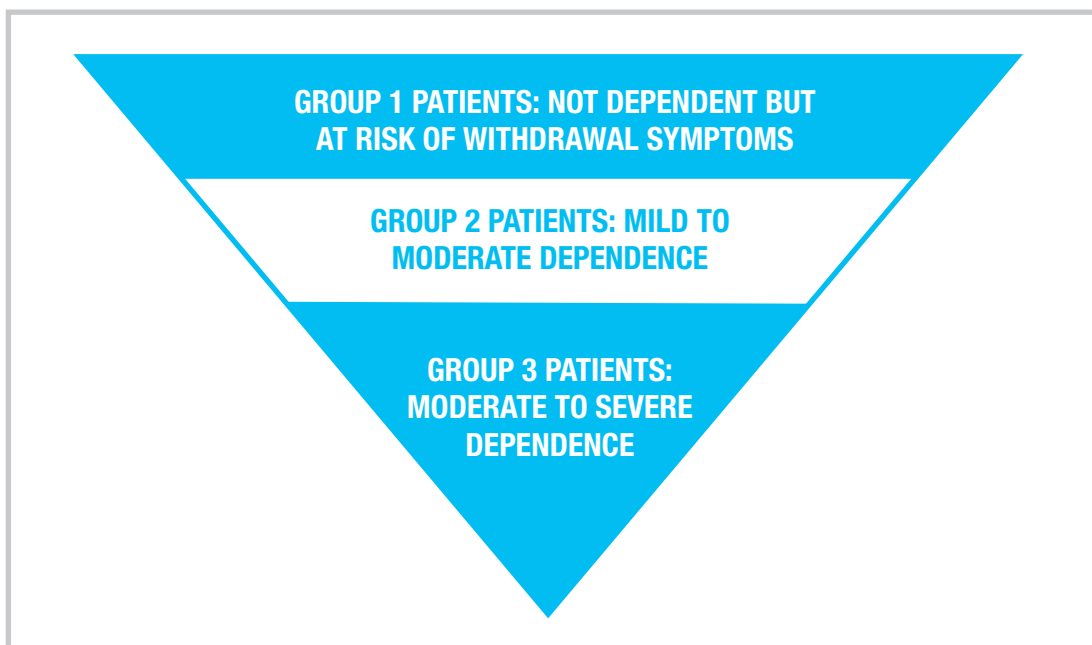 GROUP 1 PATIENTS: NOT DEPENDENT BUT
AT RISK OF WITHDRAWAL SYMPTOMS
GROUP 2 PATIENTS: MILD TO
MODERATE DEPENDENCE
GROUP 3 PATIENTS:
MODERATE TO SEVERE
DEPENDENCE